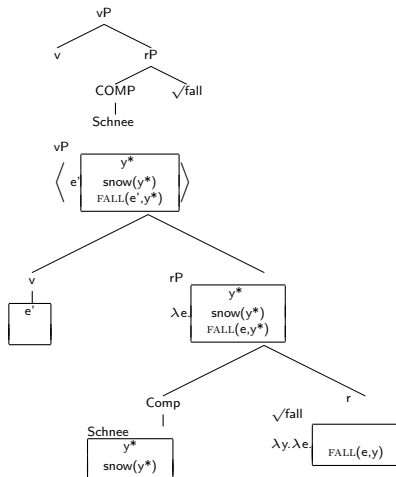 vP
v rP
COMP √fall
Schnee
vP
y*
e' snow(y*)
FALL(e',y*)
v
e'
rP
y*
λe. snow(y*)
FALL(e,y*)
Comp r
√fall
Schnee
λy.λe. FALL(e,y)
y*
snow(y*)